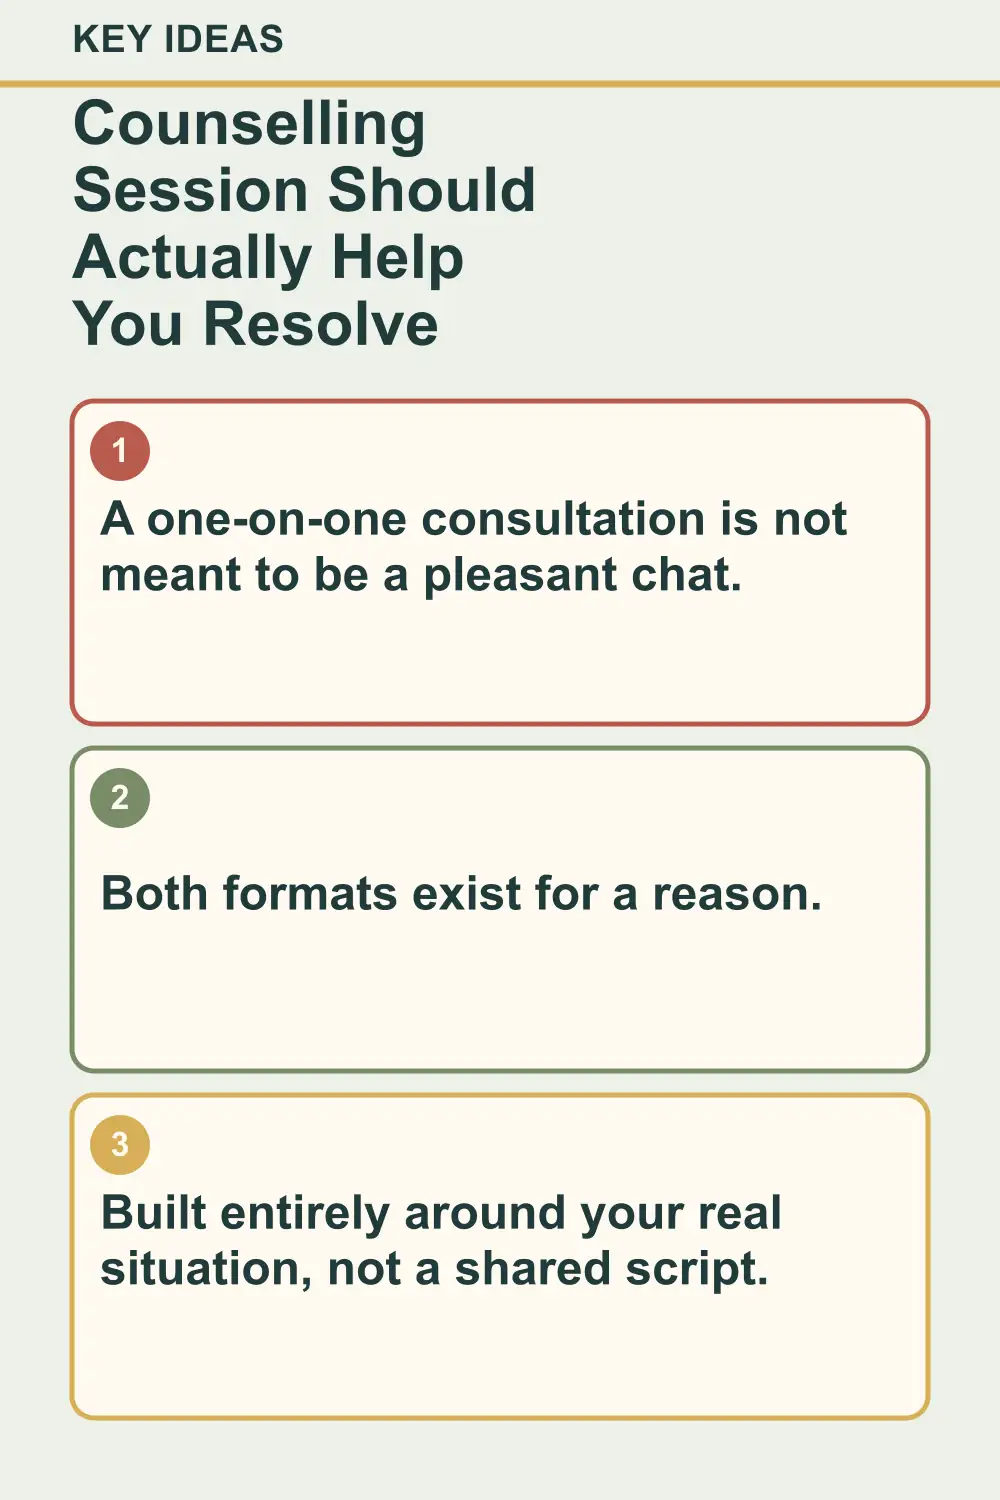 KEY IDEAS
Counselling
Session Should
Actually Help
You Resolve
1
A one-on-one consultation is not
meant to be a pleasant chat.
2
Both formats exist for a reason.
3
Built entirely around your real
situation, not a shared script.